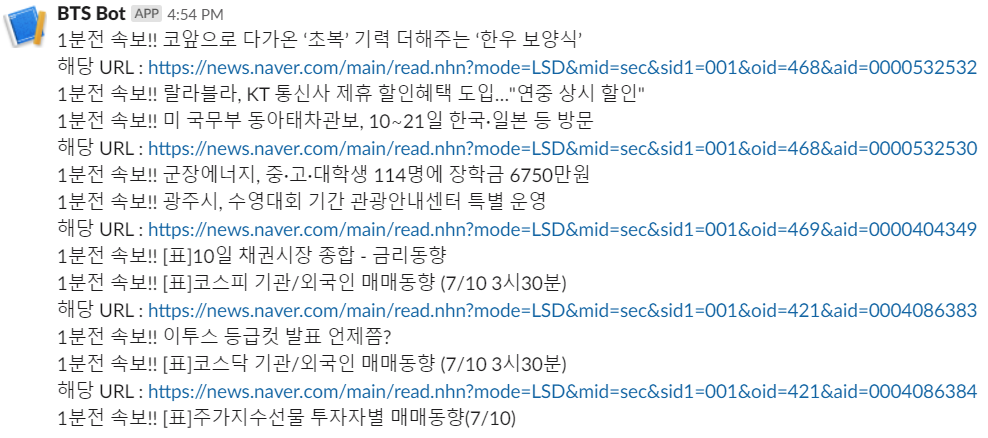 BTS Bot APP 4:54 PM
1분전 속보!! 코앞으로 다가온 ‘초복’ 기력 더해주는 ‘한우 보양식’
해당 URL : https://news.naver.com/main/read.nhn?mode=LSD&mid=sec&sid1=001&oid=468&aid=0000532532
1분전 속보!! 랄라블라, KT 통신사 제휴 할인혜택 도입…"연중 상시 할인"
1분전 속보!! 미 국무부 동아태차관보, 10~21일 한국·일본 등 방문
해당 URL : https://news.naver.com/main/read.nhn?mode=LSD&mid=sec&sid1=001&oid=468&aid=0000532530
1분전 속보!! 군장에너지, 중·고·대학생 114명에 장학금 6750만원
1분전 속보!! 광주시, 수영대회 기간 관광안내센터 특별 운영
해당 URL : https://news.naver.com/main/read.nhn?mode=LSD&mid=sec&sid1=001&oid=469&aid=0000404349
1분전 속보!! [표]10일 채권시장 종합 - 금리동향
1분전 속보!! [표]코스피 기관/외국인 매매동향 (7/10 3시30분)
해당 URL : https://news.naver.com/main/read.nhn?mode=LSD&mid=sec&sid1=001&oid=421&aid=0004086383
1분전 속보!! 이투스 등급컷 발표 언제쯤?
1분전 속보!! [표]코스닥 기관/외국인 매매동향 (7/10 3시30분)
해당 URL : https://news.naver.com/main/read.nhn?mode=LSD&mid=sec&sid1=001&oid=421&aid=0004086384
1분전 속보!! [표]주가지수선물 투자자별 매매동향(7/10)